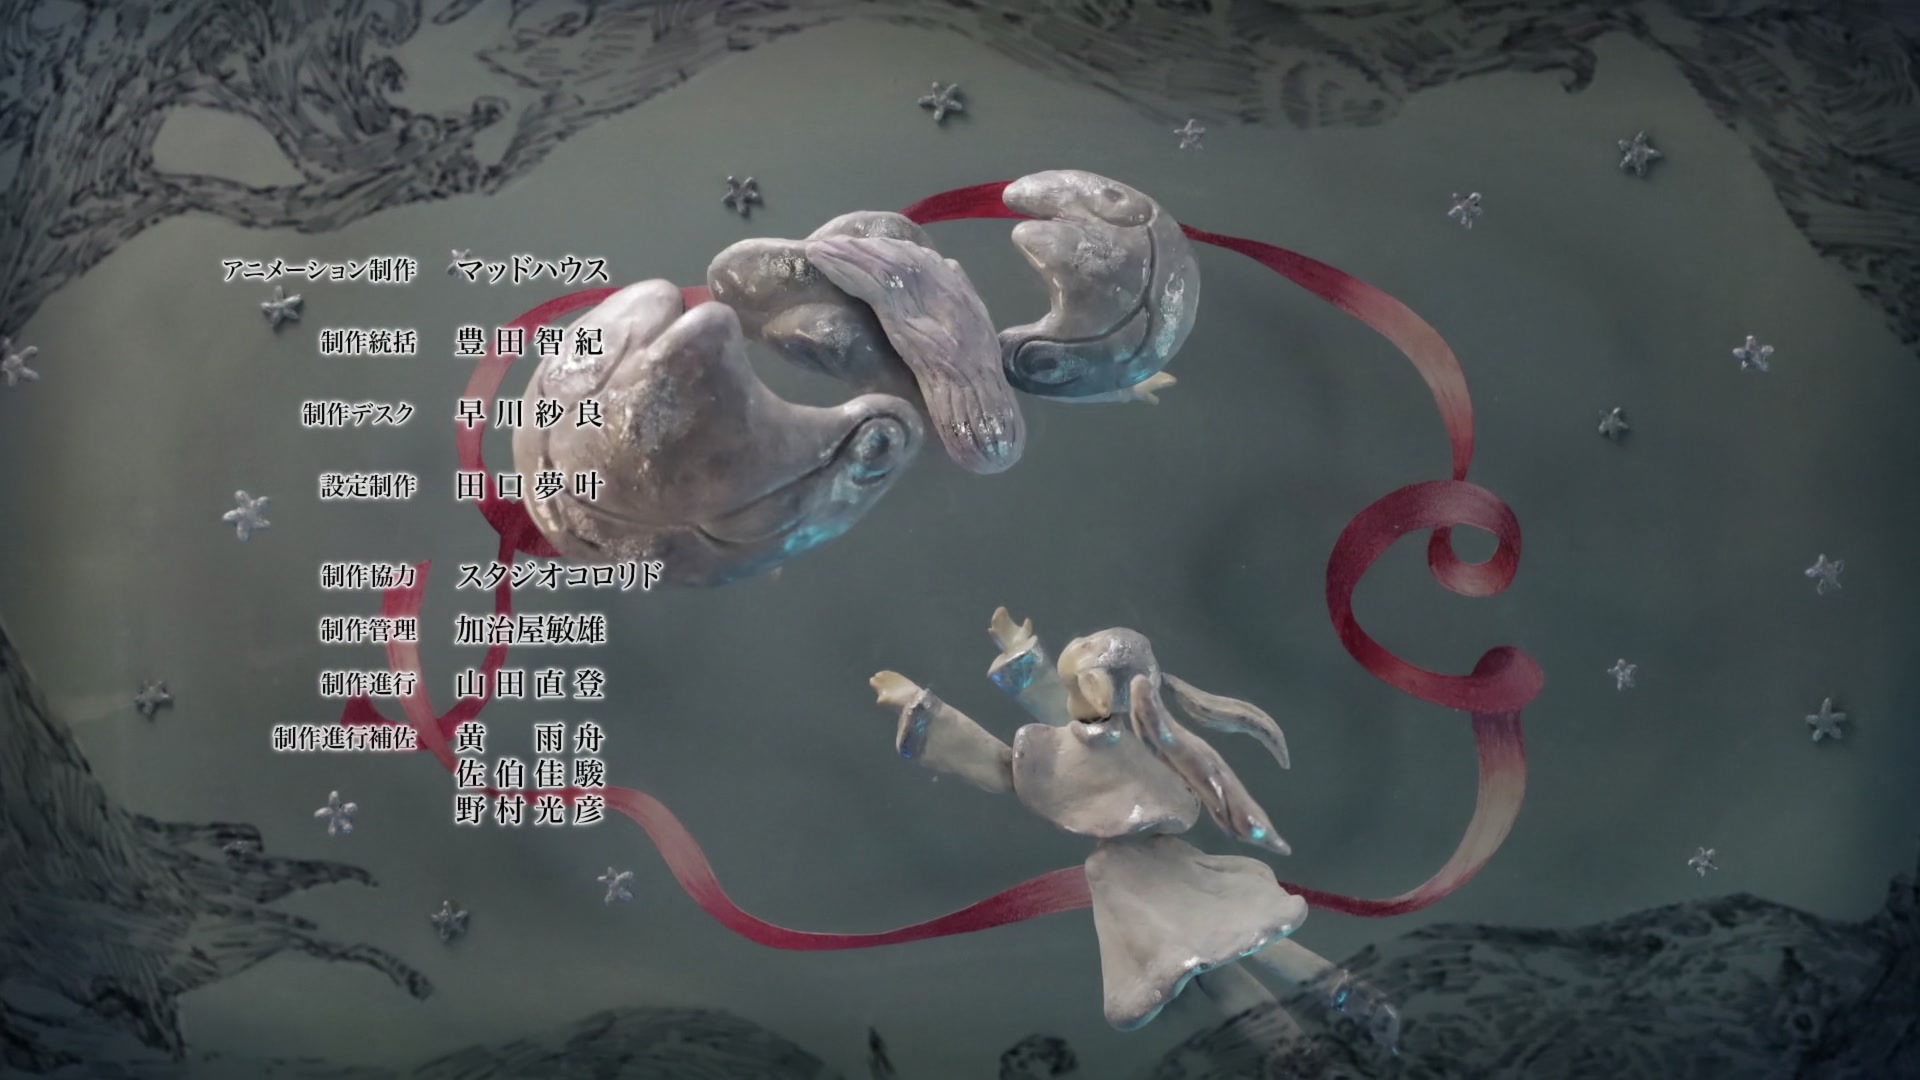 アニメーション制作 マッドハウス
制作統括 豊田智紀
制作デスク 早川紗良
設定制作 田口夢叶
制作協力 スタジオコロリド
制作管理 加治屋敏雄
制作進行 山田直登
制作進行補佐 黄 雨舟
佐伯佳駿
野村光彦